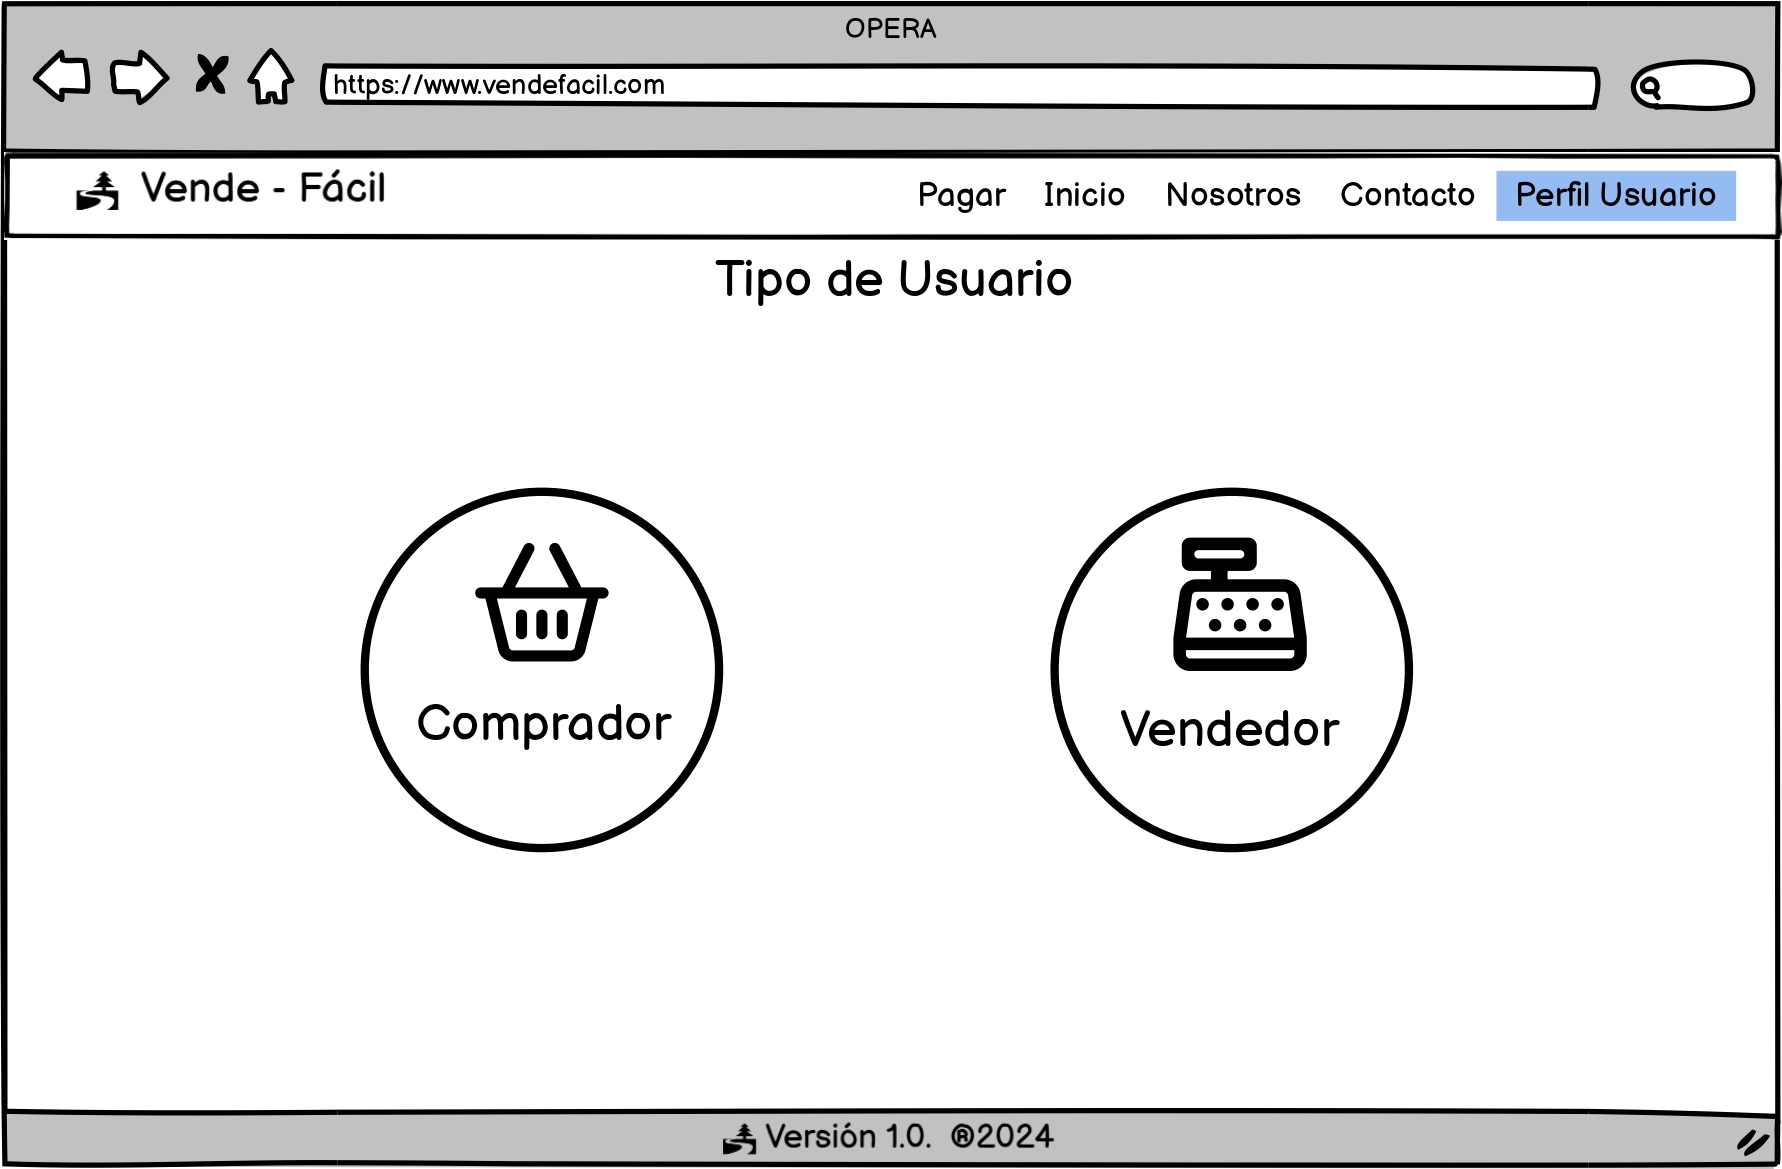 OPERA
https://www.vendefacil.com
Vende - Fácil
Pagar Inicio Nosotros Contacto Perfil Usuario
Tipo de Usuario
Comprador
Vendedor
Versión 1.0. ®2024